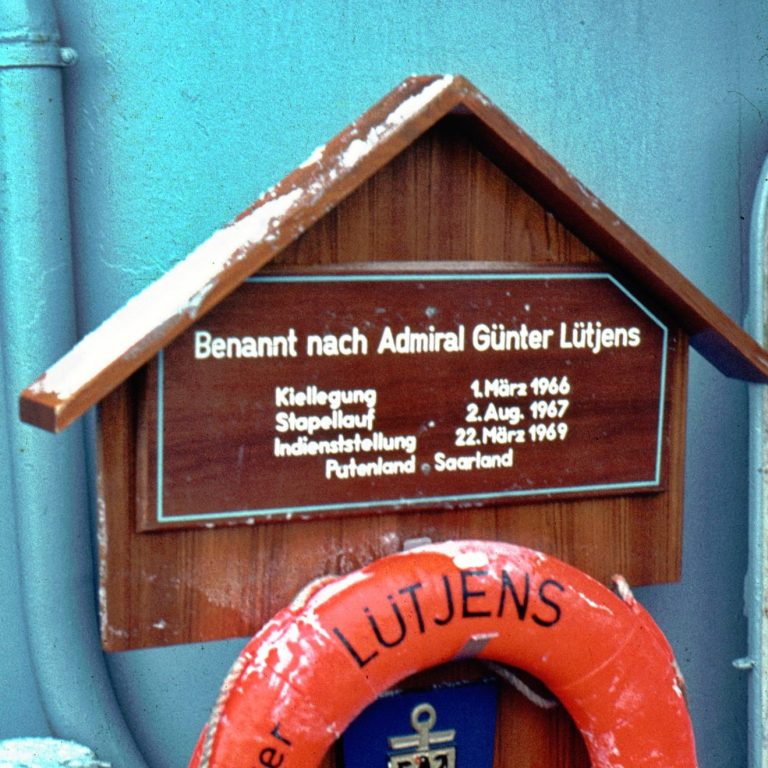 Benannt nach Admiral Günter Lütjens
Kiellegung 1. März 1966
Stapellauf 2. Aug. 1967
Indienststellung 22. März 1969
Patenland Saarland
LÜTJENS
er